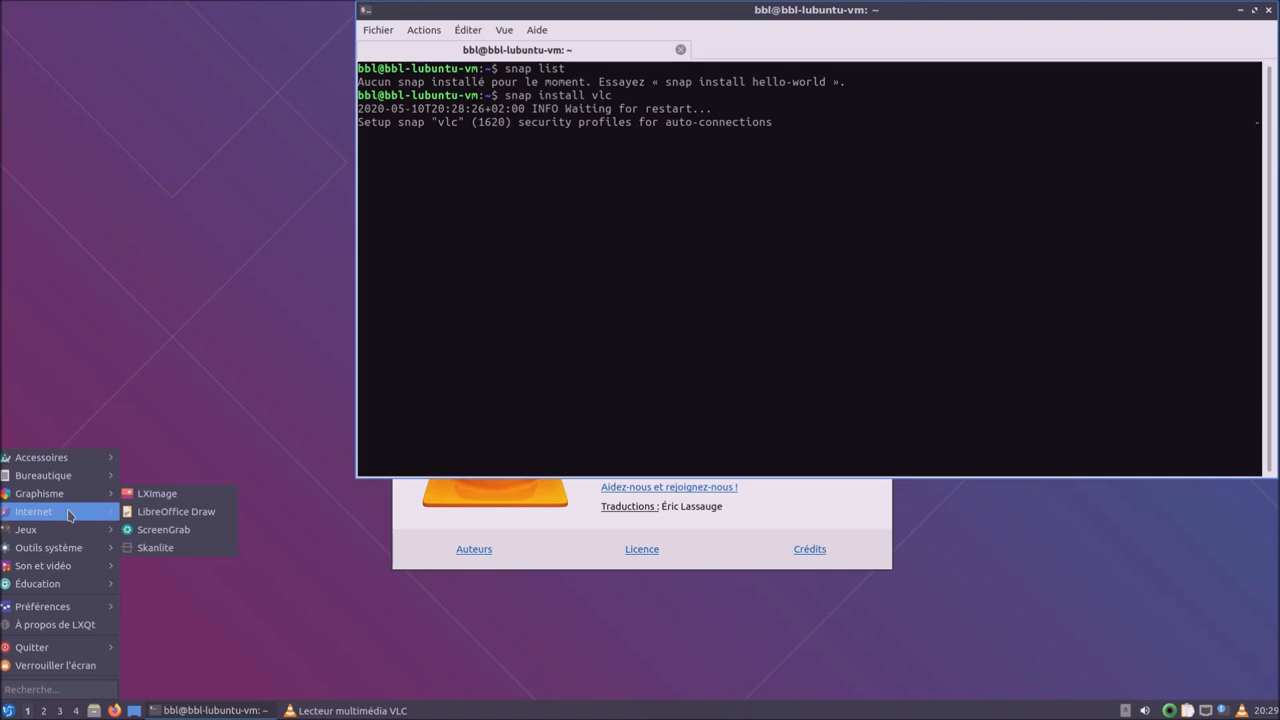 bbl@bbl-lubuntu-vm: ~
Fichier Actions Éditer Vue Aide
bbl@bbl-lubuntu-vm: ~
bbl@bbl-lubuntu-vm:~$ snap list
Aucun snap installé pour le moment. Essayez « snap install hello-world ».
bbl@bbl-lubuntu-vm:~$ snap install vlc
2020-05-10T20:28:26+02:00 INFO Waiting for restart...
Setup snap "vlc" (1620) security profiles for auto-connections -
Accessoires
Bureautique
Graphisme
Internet
Jeux
Outils système
Son et vidéo
Éducation
Préférences
À propos de LXQt
Quitter
Verrouiller l'écran
Recherche...
LXImage
LibreOffice Draw
ScreenGrab
Skanlite
Aidez-nous et rejoignez-nous !
Traductions : Éric Lassauge
Auteurs Licence Crédits
1 2 3 4 bbl@bbl-lubuntu-vm: ~ Lecteur multimédia VLC 20:29